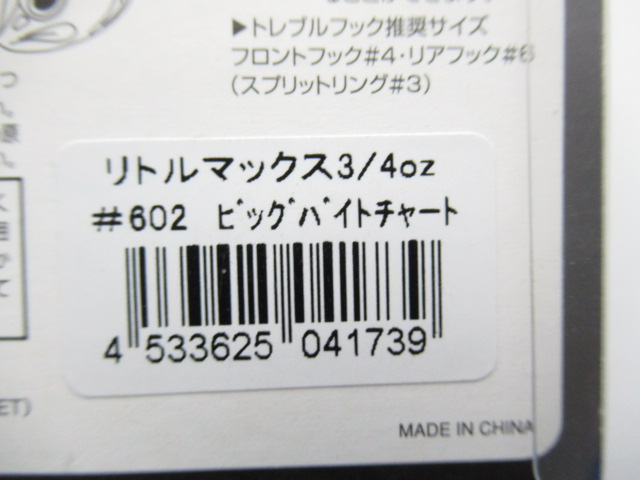 ▶トレブルフック推奨サイズ
フロントフック#4・リアフック#6
(スプリットリング#3)
リトルマックス3/4oz
#602 ビッグバイトチャート
4 533625 041739
ET)
MADE IN CHINA